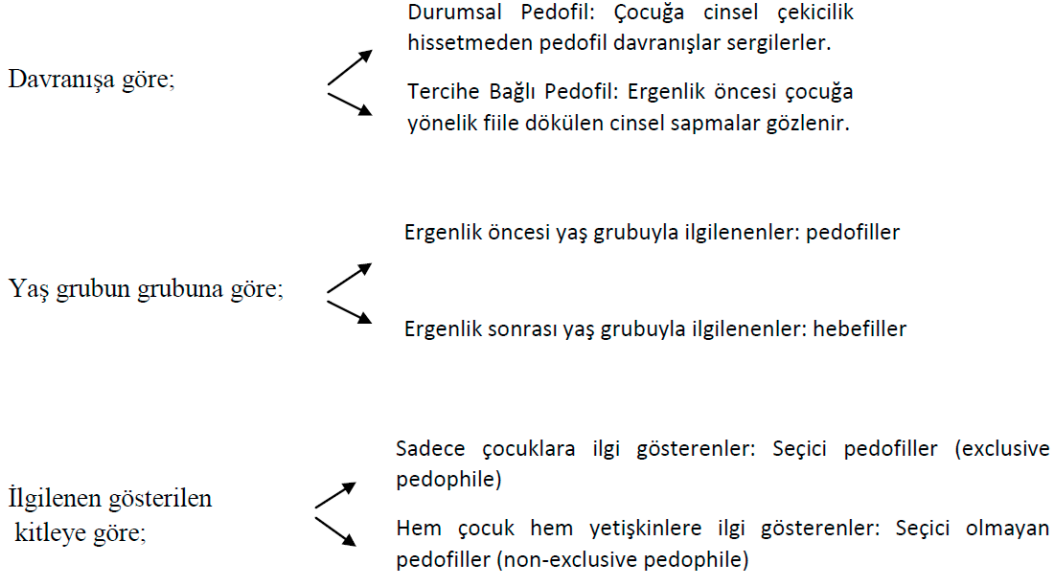 Durumsal Pedofil: Çocuğa cinsel çekicilik
hissetmeden pedofil davranışlar sergilerler.
Davranışa göre;
Tercihe Bağlı Pedofil: Ergenlik öncesi çocuğa
yönelik fiile dökülen cinsel sapmalar gözlenir.
Ergenlik öncesi yaş grubuyla ilgilenenler: pedofiller
Yaş grubun grubuna göre;
Ergenlik sonrası yaş grubuyla ilgilenenler: hebefiller
Sadece çocuklara ilgi gösterenler: Seçici pedofiller (exclusive
pedophile)
İlgilenen gösterilen
kitleye göre;
Hem çocuk hem yetişkinlere ilgi gösterenler: Seçici olmayan
pedofiller (non-exclusive pedophile)